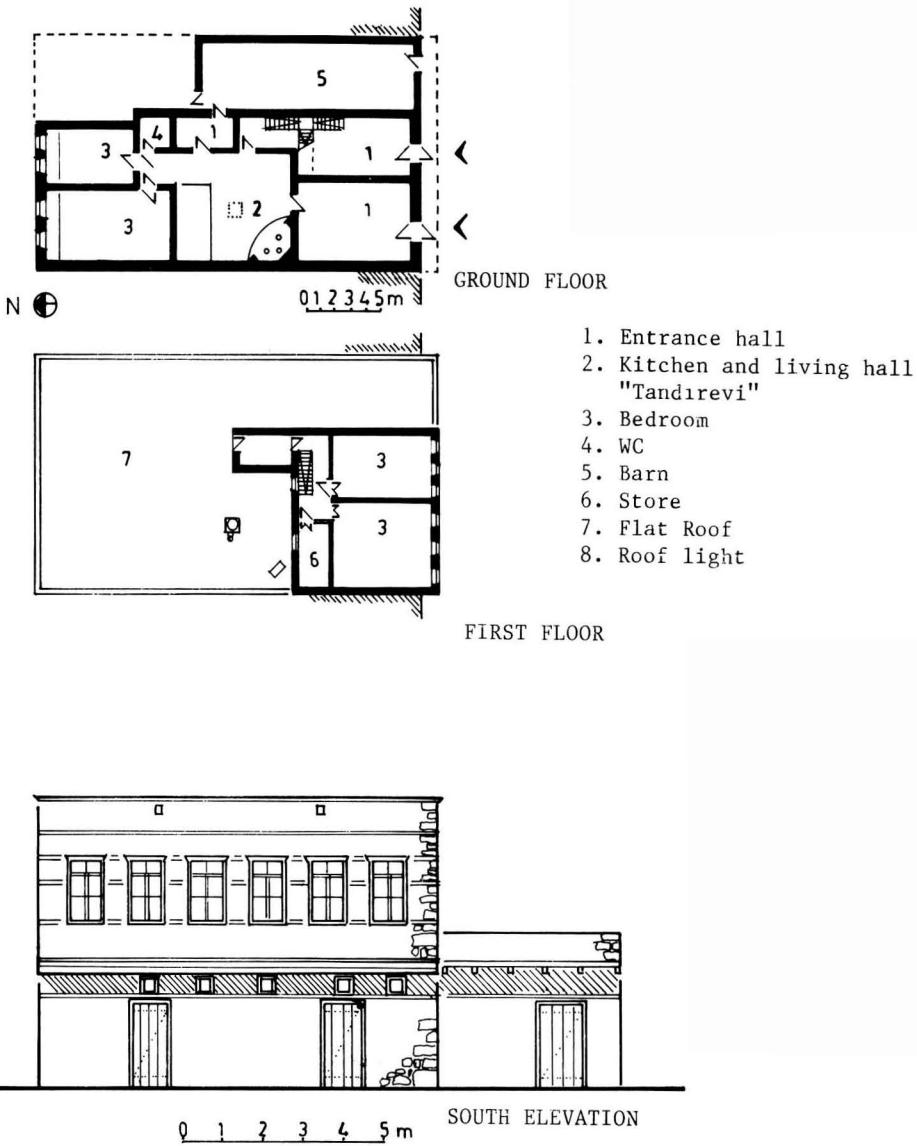 5
4
1
3
1
2
3
1
GROUND FLOOR
N
0 1 2 3 4 5 m
1. Entrance hall
2. Kitchen and living hall
"Tandırevi"
3. Bedroom
4. WC
5. Barn
6. Store
7. Flat Roof
8. Roof light
7
3
3
6
FIRST FLOOR
SOUTH ELEVATION
0 1 2 3 4 5 m